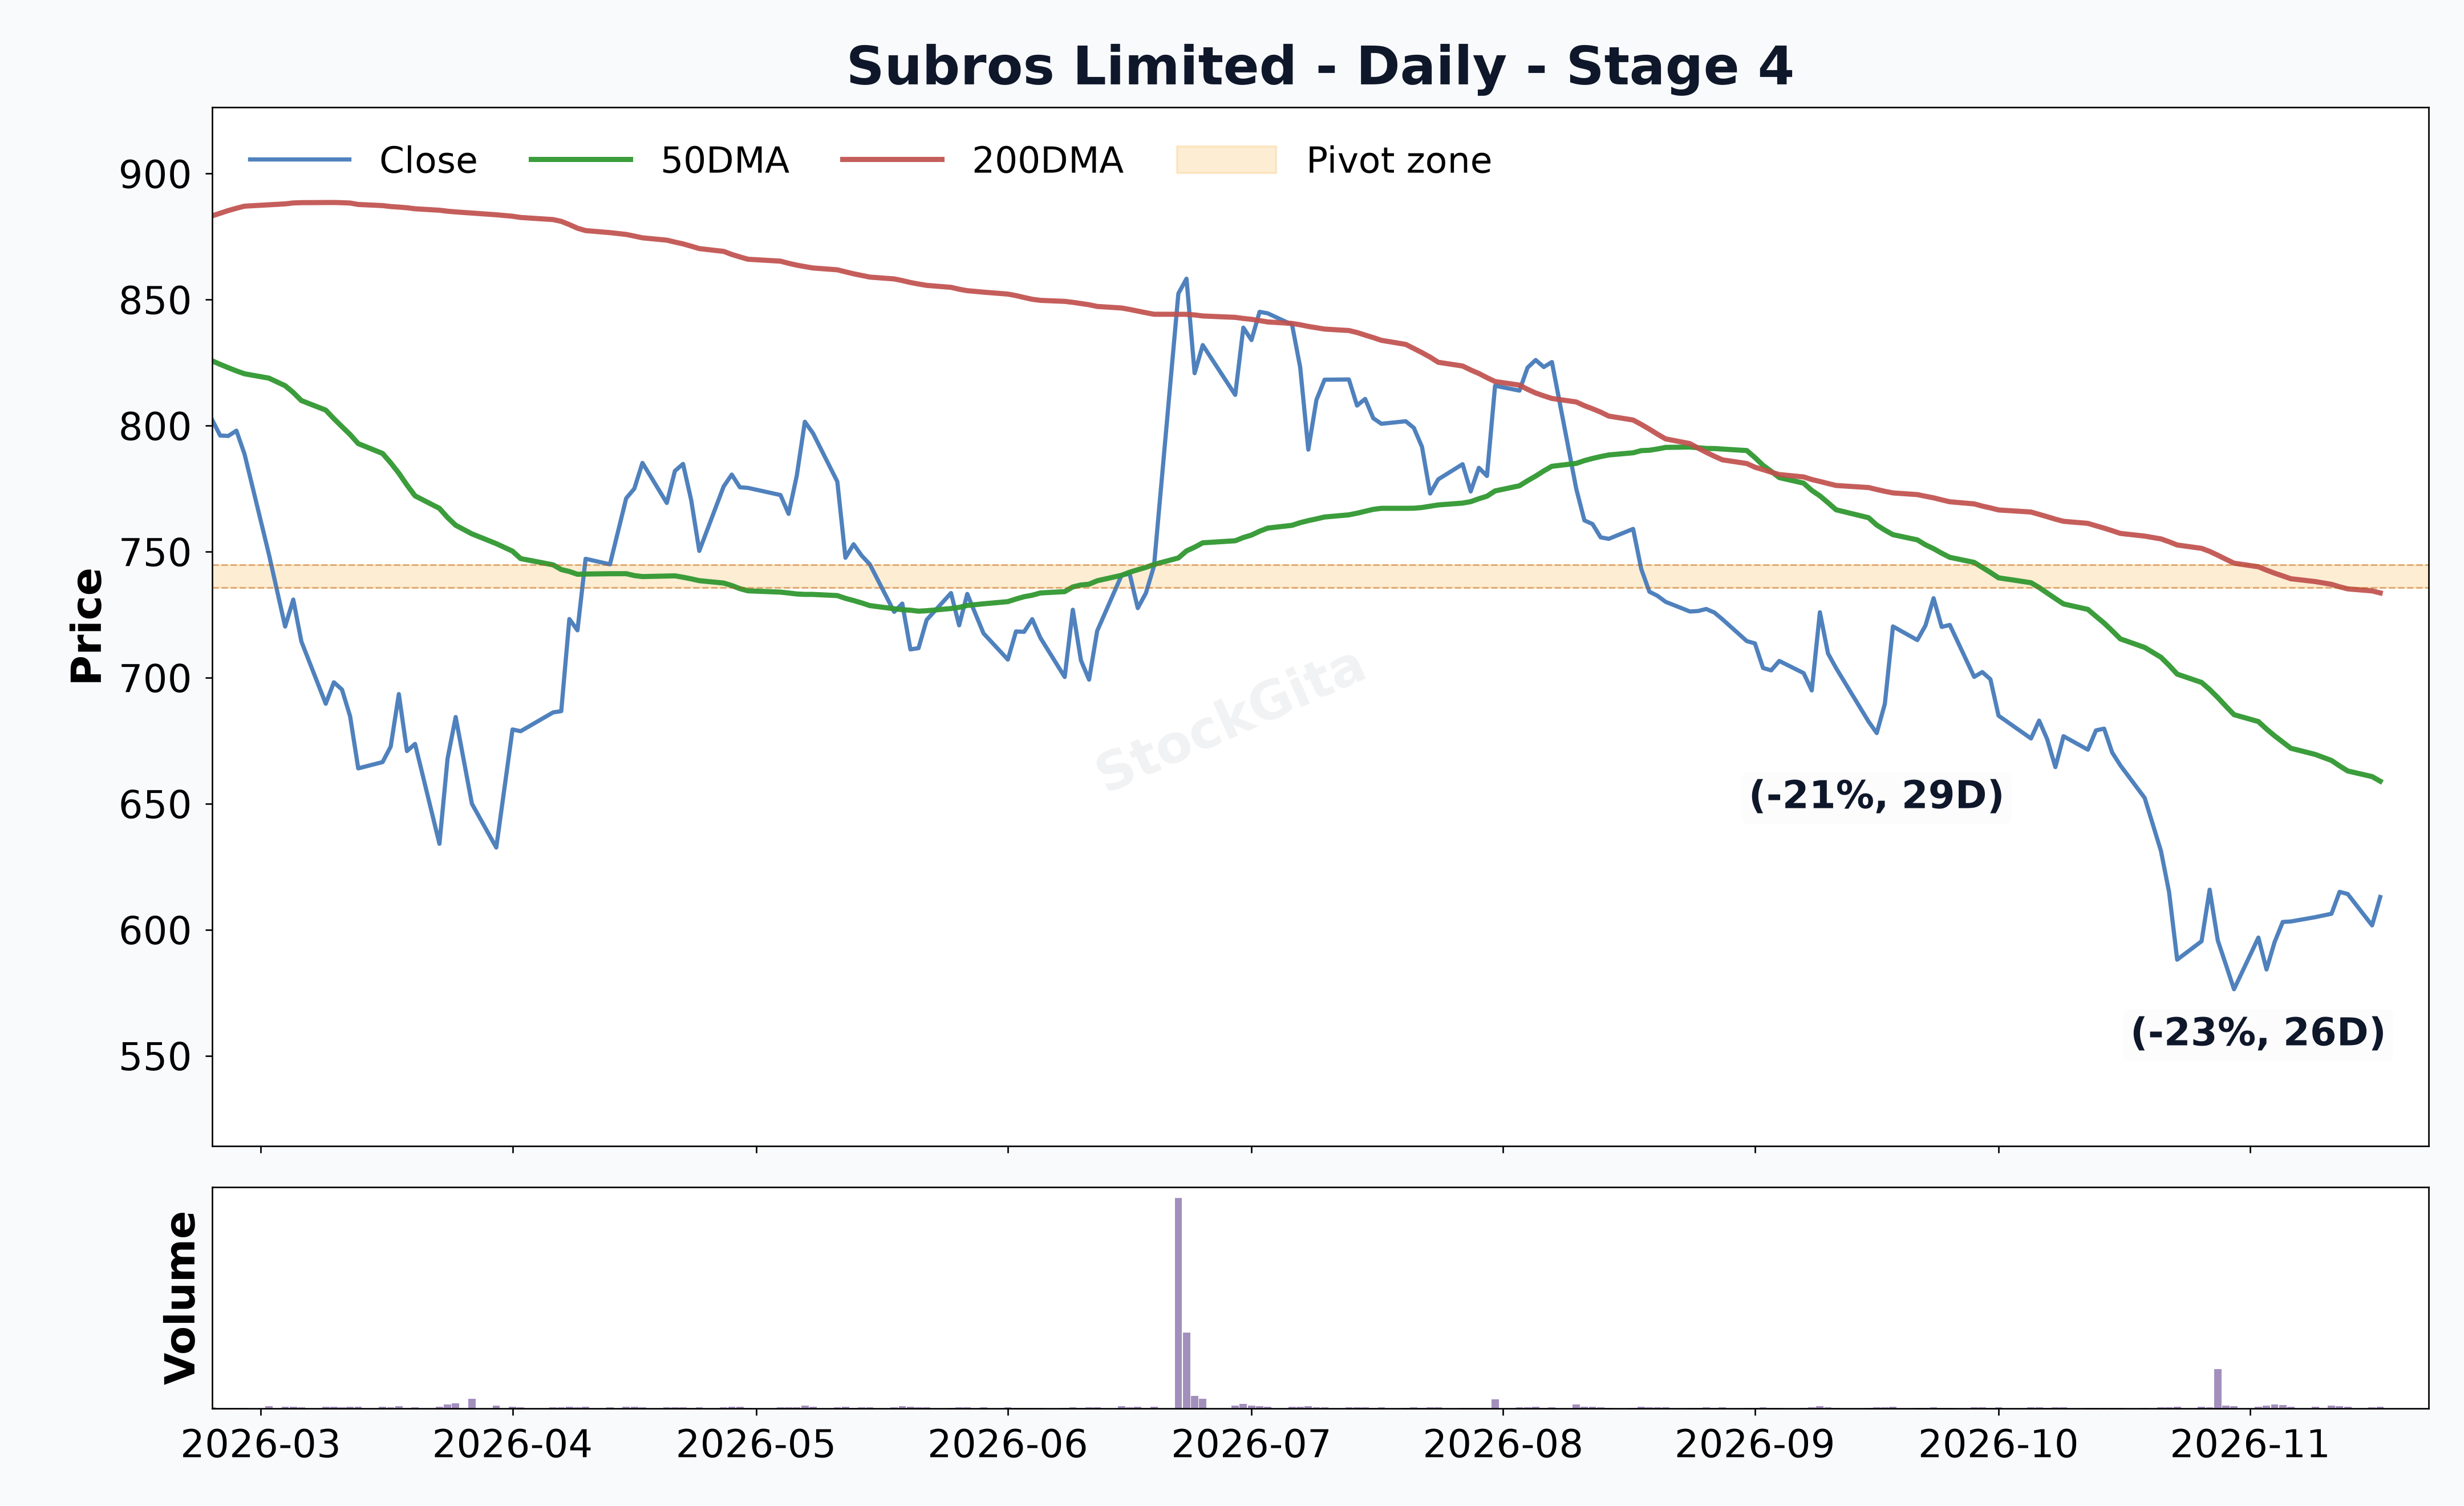 Subros Limited - Daily - Stage 4
Close 50DMA 200DMA Pivot zone
Price
900
850
800
750
700
650
600
550
StockGita
(-21%, 29D)
(-23%, 26D)
Volume
2026-03 2026-04 2026-05 2026-06 2026-07 2026-08 2026-09 2026-10 2026-11